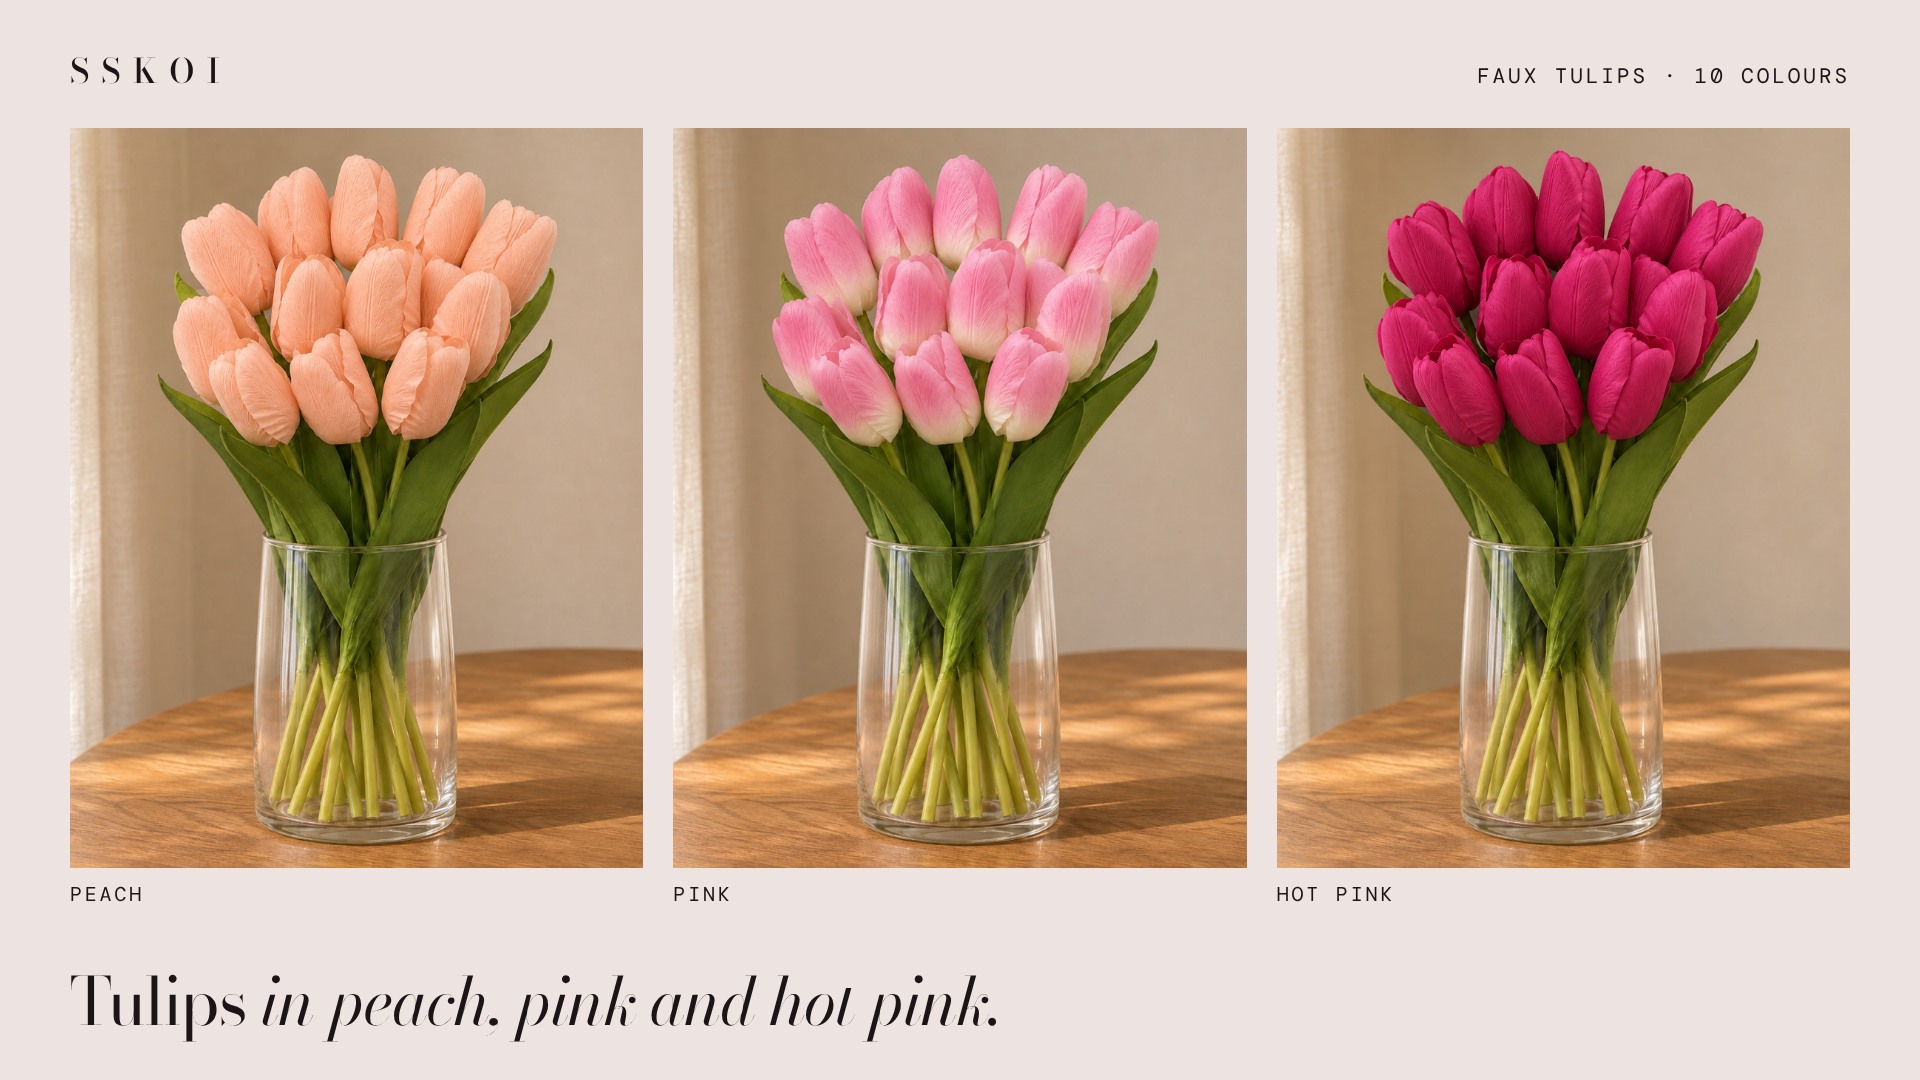 SSKOI
FAUX TULIPS · 10 COLOURS
PEACH
PINK
HOT PINK
Tulips in peach, pink and hot pink.